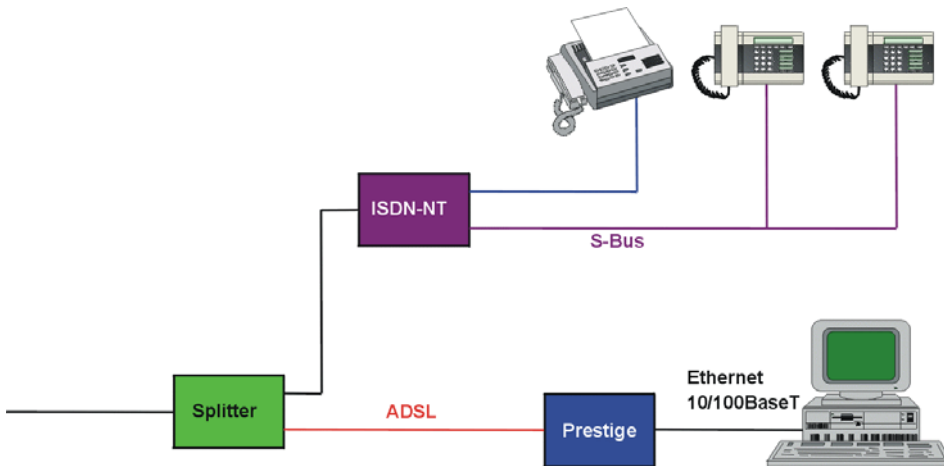 ISDN-NT
S-Bus
Splitter
ADSL
Prestige
Ethernet
10/100BaseT